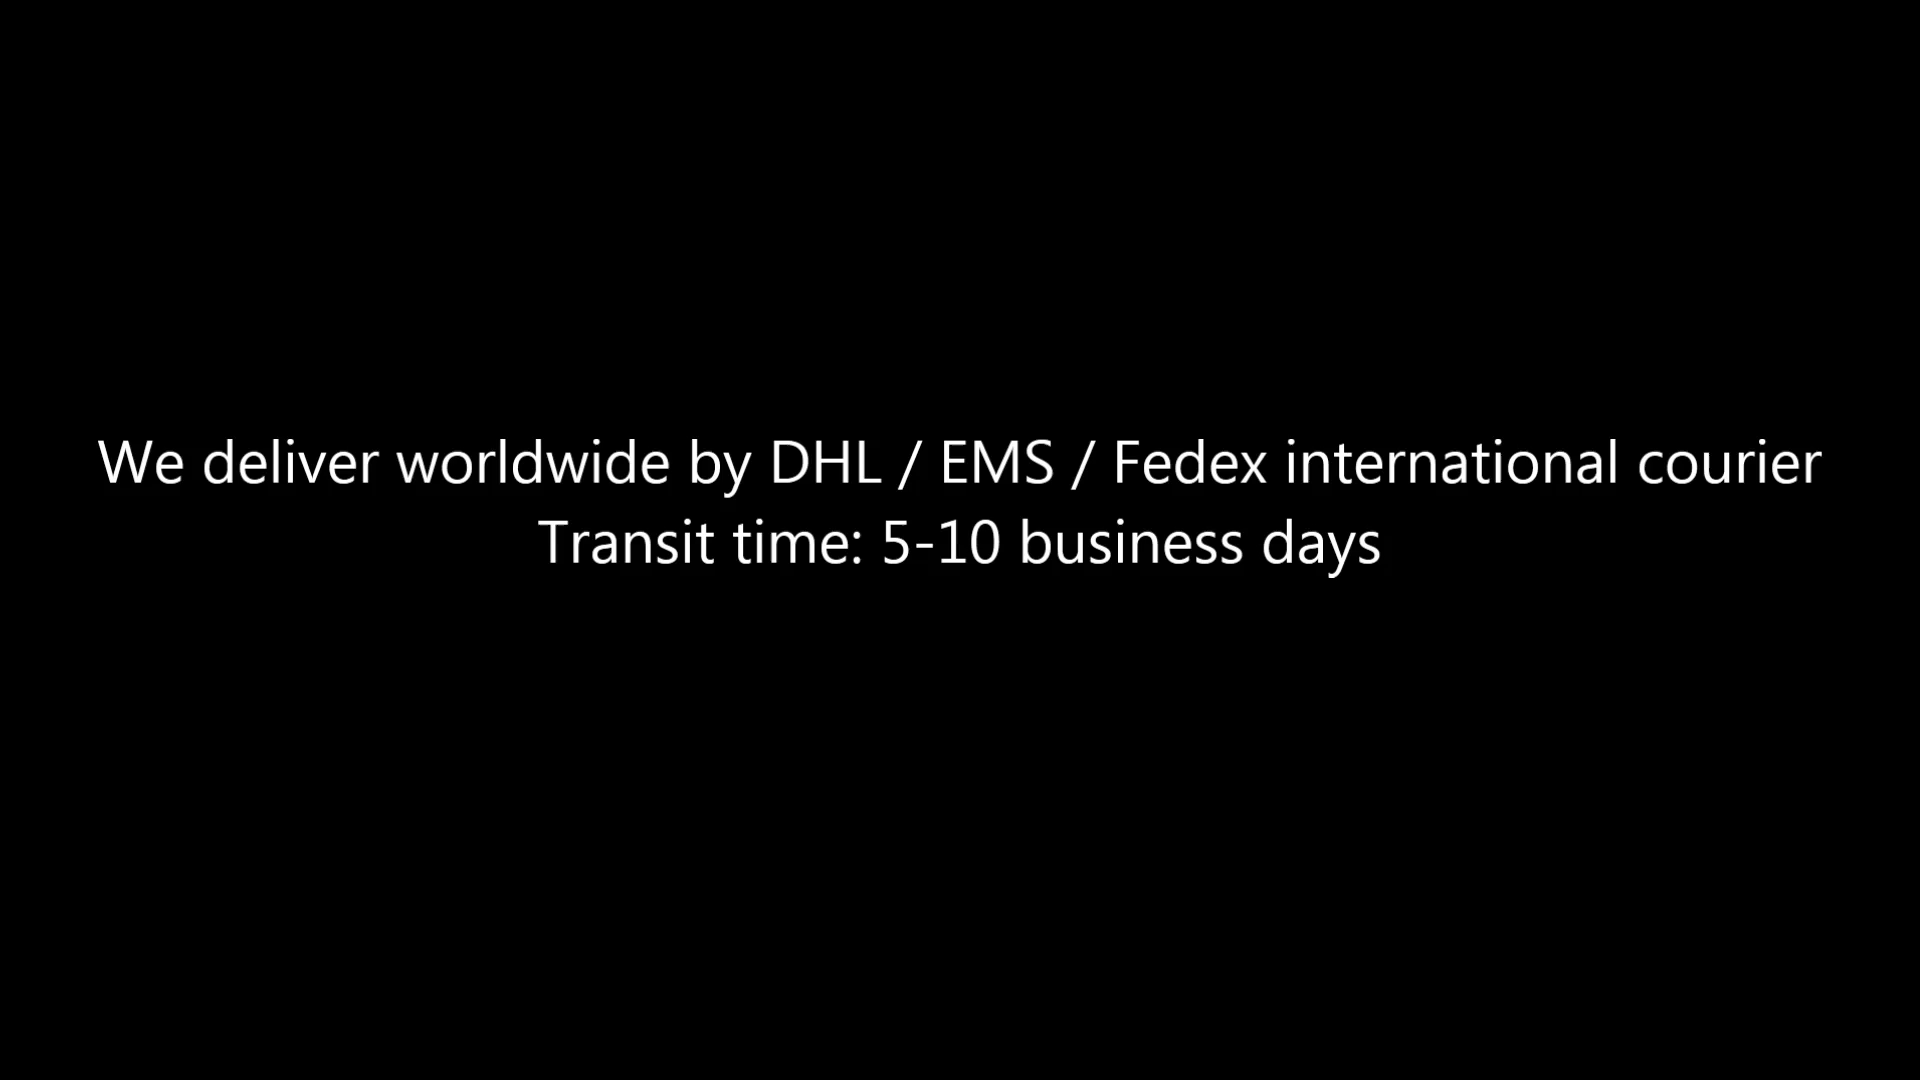 We deliver worldwide by DHL / EMS / Fedex international courier
Transit time: 5-10 business days